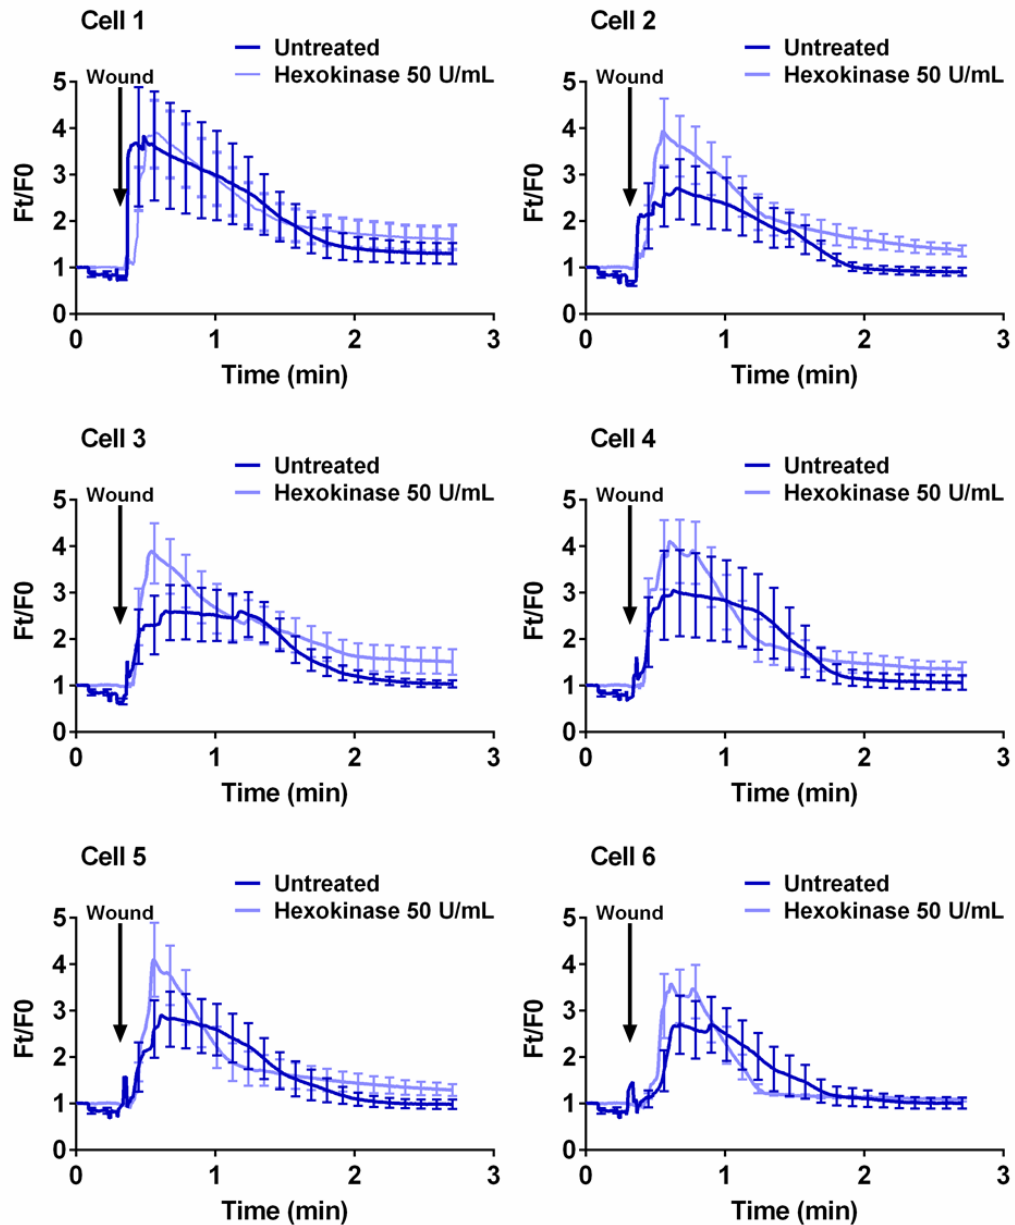 Cell 1
Untreated
Hexokinase 50 U/mL
Wound
Ft/F0
5
4
3
2
1
0
0 1 2 3
Time (min)
Cell 2
Untreated
Hexokinase 50 U/mL
Wound
Ft/F0
5
4
3
2
1
0
0 1 2 3
Time (min)
Cell 3
Untreated
Hexokinase 50 U/mL
Wound
Ft/F0
5
4
3
2
1
0
0 1 2 3
Time (min)
Cell 4
Untreated
Hexokinase 50 U/mL
Wound
Ft/F0
5
4
3
2
1
0
0 1 2 3
Time (min)
Cell 5
Untreated
Hexokinase 50 U/mL
Wound
Ft/F0
5
4
3
2
1
0
0 1 2 3
Time (min)
Cell 6
Untreated
Hexokinase 50 U/mL
Wound
Ft/F0
5
4
3
2
1
0
0 1 2 3
Time (min)